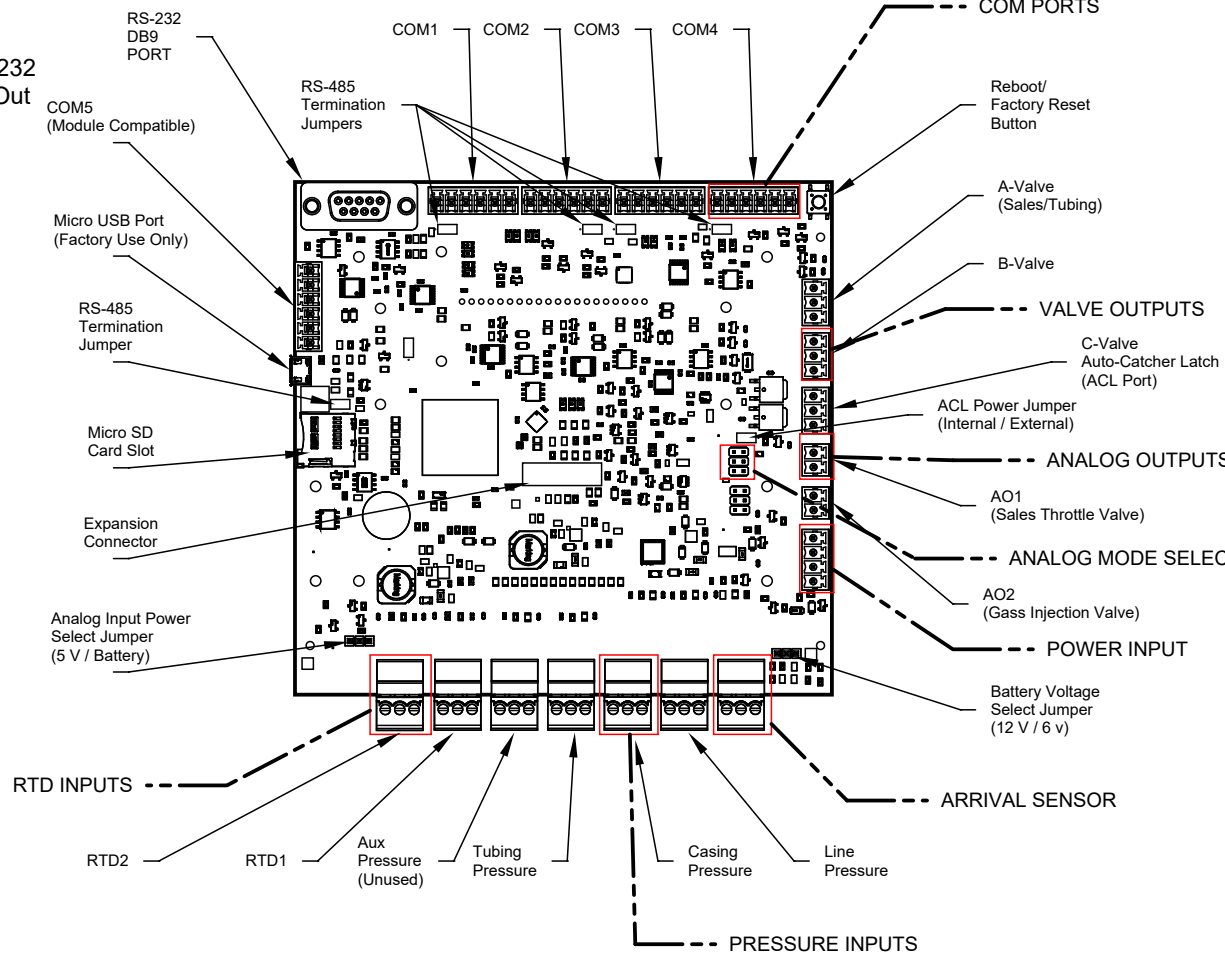 COM PORTS
RS-232
DB9
PORT
COM1
COM2
COM3
COM4
232
Out
COM5
(Module Compatible)
RS-485
Termination
Jumpers
Reboot/
Factory Reset
Button
A-Valve
(Sales/Tubing)
Micro USB Port
(Factory Use Only)
B-Valve
VALVE OUTPUTS
RS-485
Termination
Jumper
C-Valve
Auto-Catcher Latch
(ACL Port)
ACL Power Jumper
(Internal / External)
Micro SD
Card Slot
ANALOG OUTPUTS
AO1
(Sales Throttle Valve)
Expansion
Connector
ANALOG MODE SELEC
AO2
(Gass Injection Valve)
Analog Input Power
Select Jumper
(5 V / Battery)
POWER INPUT
Battery Voltage
Select Jumper
(12 V / 6 v)
RTD INPUTS
ARRIVAL SENSOR
RTD2
RTD1
Aux
Pressure
(Unused)
Tubing
Pressure
Casing
Pressure
Line
Pressure
PRESSURE INPUTS